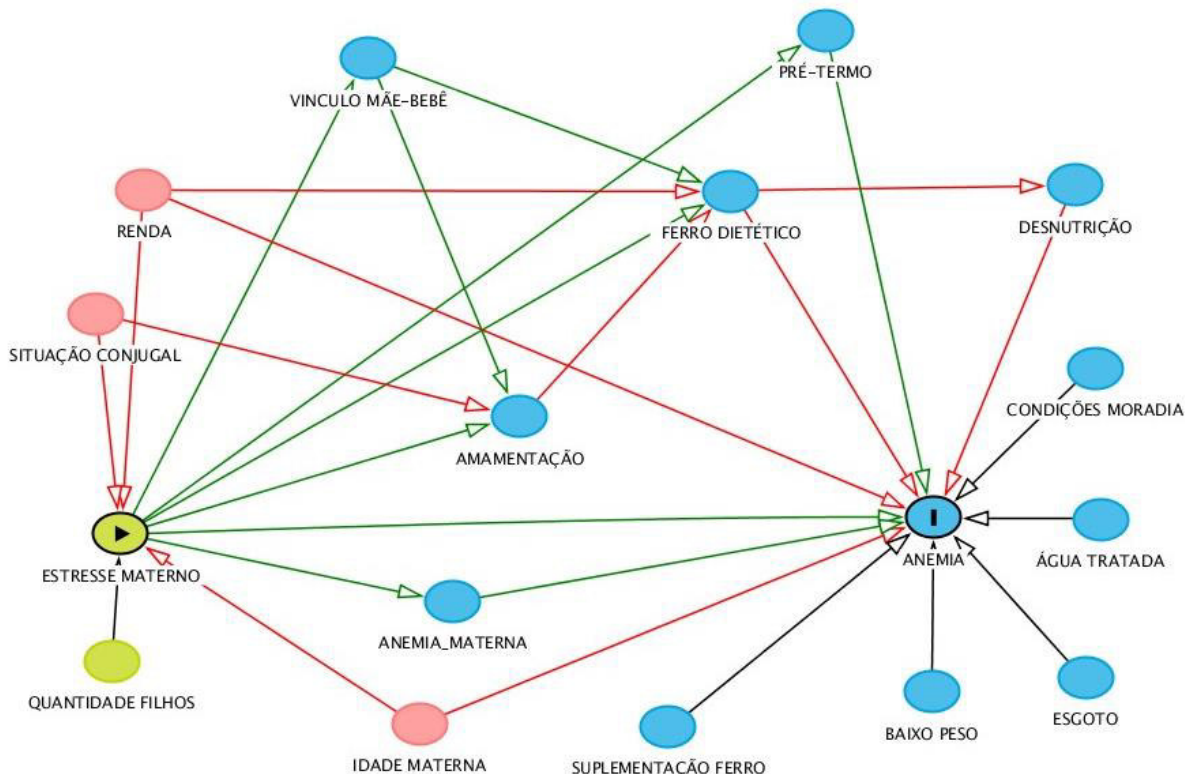 PRÉ-TERMO
VINCULO MÃE-BEBÊ
RENDA
FERRO DIETÉTICO
DESNUTRIÇÃO
SITUAÇÃO CONJUGAL
CONDIÇÕES MORADIA
AMAMENTAÇÃO
ESTRESSE MATERNO
ANEMIA
ÁGUA TRATADA
ANEMIA_MATERNA
QUANTIDADE FILHOS
ESGOTO
BAIXO PESO
IDADE MATERNA
SUPLEMENTAÇÃO FERRO